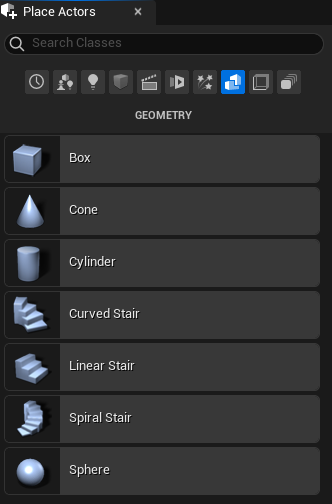 Place Actors
Search Classes
GEOMETRY
Box
Cone
Cylinder
Curved Stair
Linear Stair
Spiral Stair
Sphere